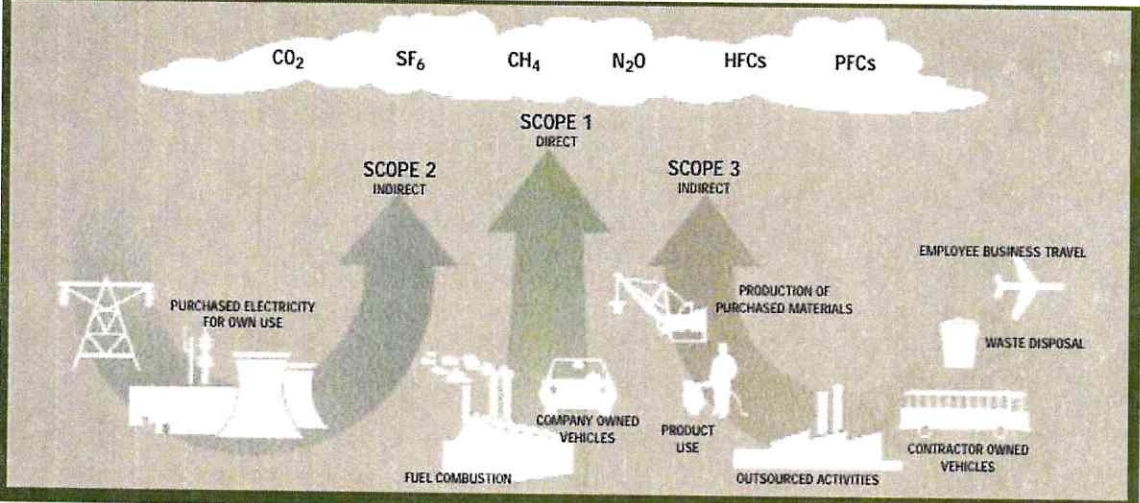 CO₂ SF₆ CH₄ N₂O HFCs PFCs
SCOPE 1
DIRECT
SCOPE 2
INDIRECT
SCOPE 3
INDIRECT
EMPLOYEE BUSINESS TRAVEL
PURCHASED ELECTRICITY
FOR OWN USE
PRODUCTION OF
PURCHASED MATERIALS
WASTE DISPOSAL
COMPANY OWNED
VEHICLES
PRODUCT
USE
CONTRACTOR OWNED
VEHICLES
FUEL COMBUSTION
OUTSOURCED ACTIVITIES